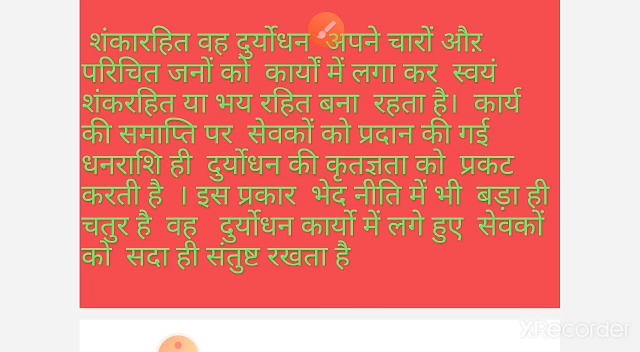 शंकारहित वह दुर्योधन अपने चारों और
परिचित जनों को कार्यों में लगा कर स्वयं
शंकरहित या भय रहित बना रहता है। कार्य
की समाप्ति पर सेवकों को प्रदान की गई
धनराशि ही दुर्योधन की कृतज्ञता को प्रकट
करती है । इस प्रकार भेद नीति में भी बड़ा ही
चतुर है वह दुर्योधन कार्यो में लगे हुए सेवकों
को सदा ही संतुष्ट रखता है
XRecorder